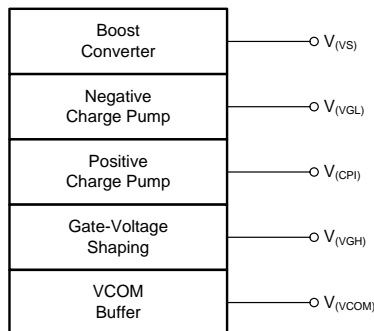 Boost
Converter
V(VS)
Negative
Charge Pump
V(VGL)
Positive
Charge Pump
V(CPI)
Gate-Voltage
Shaping
V(VGH)
VCOM
Buffer
V(VCOM)